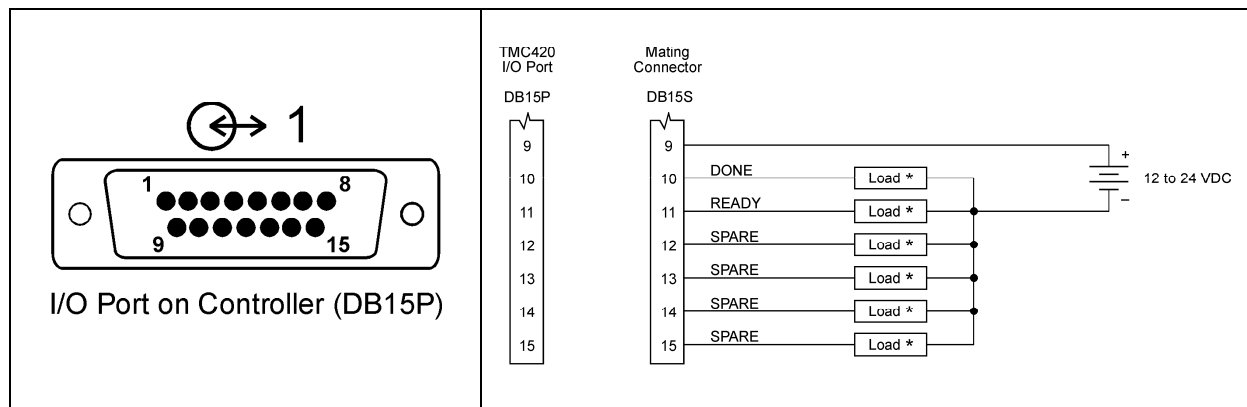 1
1 8
9 15
I/O Port on Controller (DB15P)
TMC420
I/O Port
DB15P
9
10
11
12
13
14
15
Mating
Connector
DB15S
9
10 DONE Load *
11 READY Load *
12 SPARE Load *
13 SPARE Load *
14 SPARE Load *
15 SPARE Load *
+
12 to 24 VDC
–